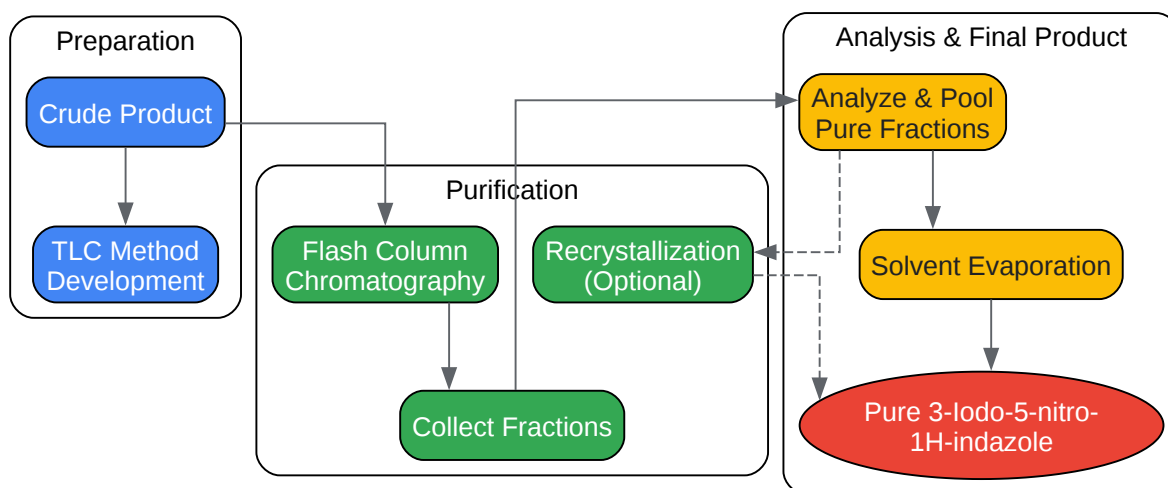 Preparation
Crude Product
TLC Method
Development
Purification
Flash Column
Chromatography
Recrystallization
(Optional)
Collect Fractions
Analysis & Final Product
Analyze & Pool
Pure Fractions
Solvent Evaporation
Pure 3-Iodo-5-nitro-
1H-indazole